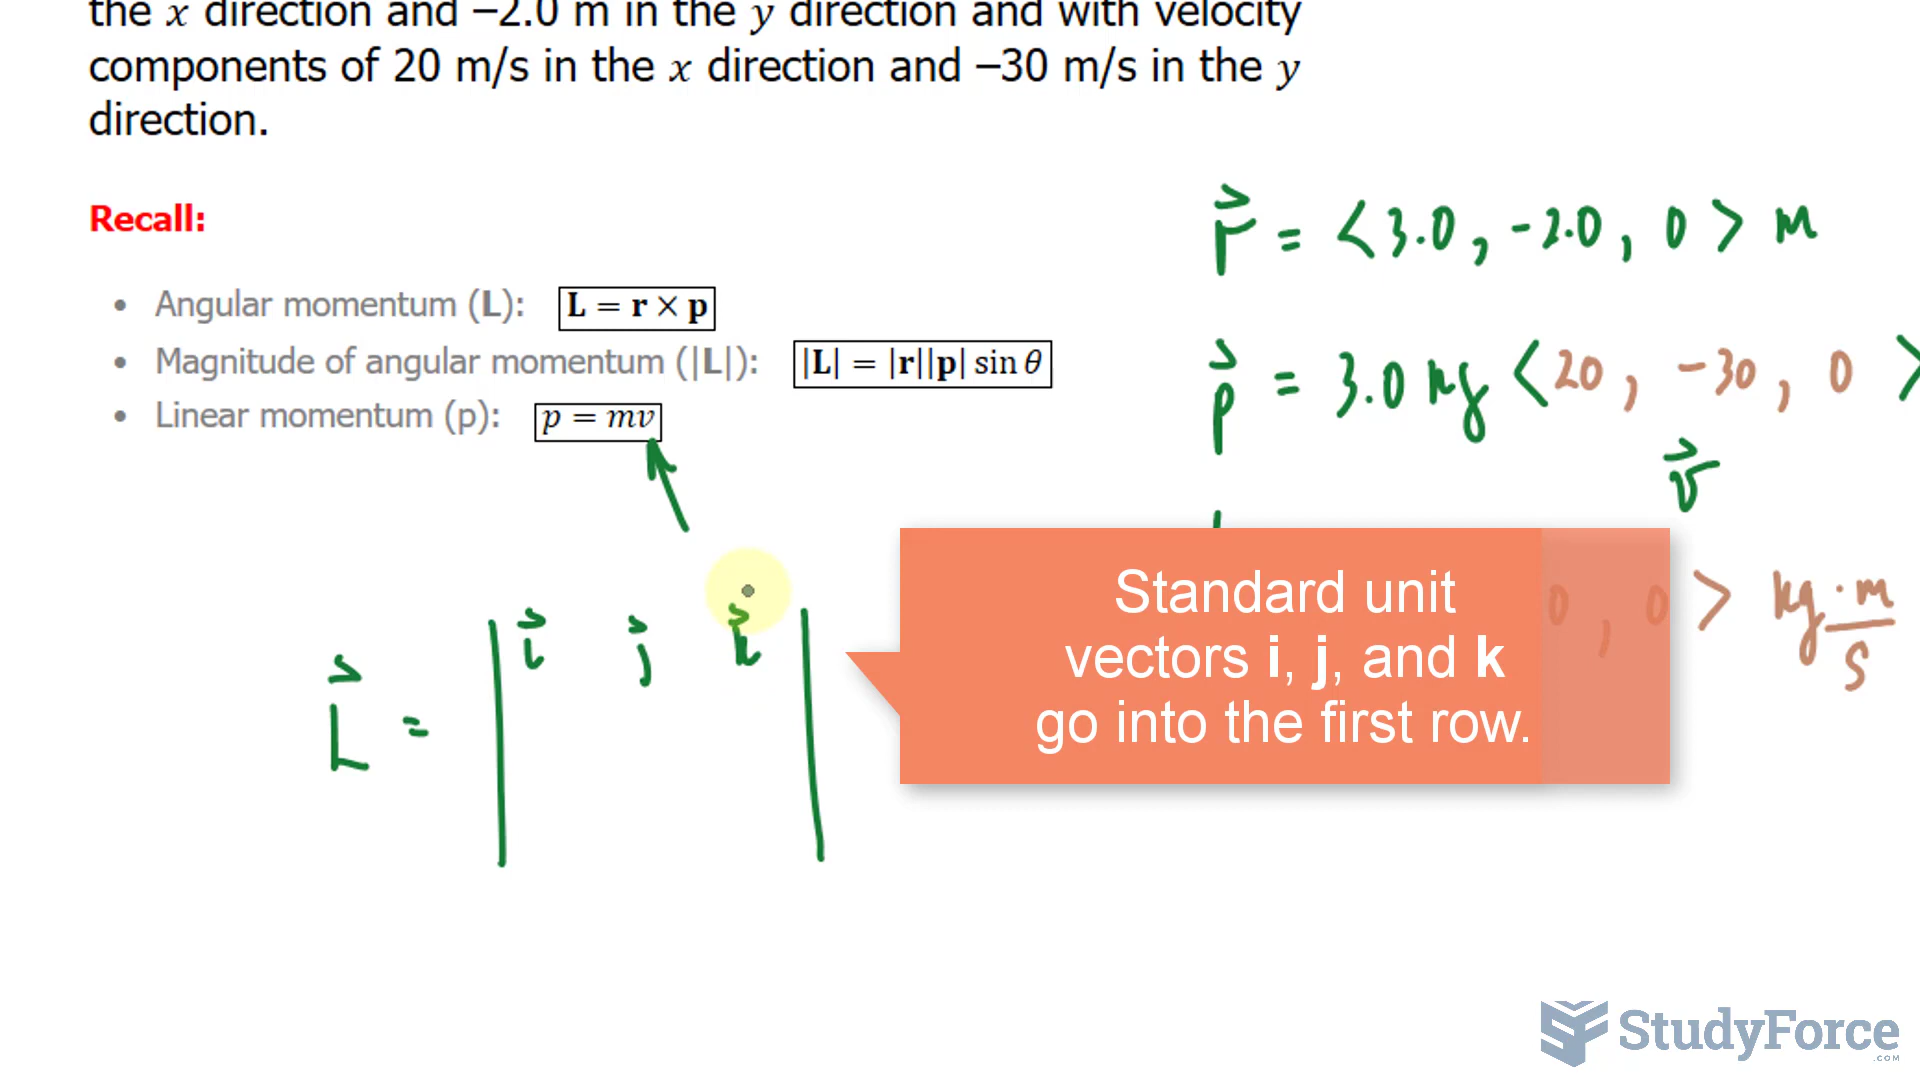 the x direction and –2.0 m in the y direction and with velocity
components of 20 m/s in the x direction and –30 m/s in the y
direction.
Recall:
• Angular momentum (L): L = r × p
• Magnitude of angular momentum (|L|): |L| = |r||p| sin θ
• Linear momentum (p): p = mv
r⃗ = <3.0, -2.0, 0> m
p⃗ = 3.0 kg <20, -30, 0>
v⃗
0, 0> kg·m/s
L⃗ = | i⃗ j⃗ k⃗ |
Standard unit
vectors i, j, and k
go into the first row.
StudyForce
.COM